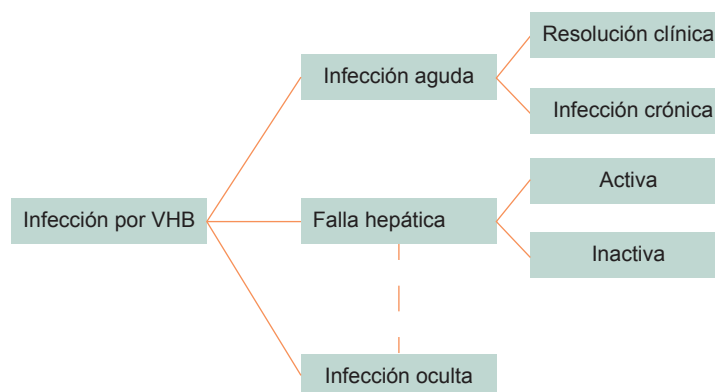 Resolución clínica
Infección aguda
Infección crónica
Activa
Infección por VHB
Falla hepática
Inactiva
Infección oculta